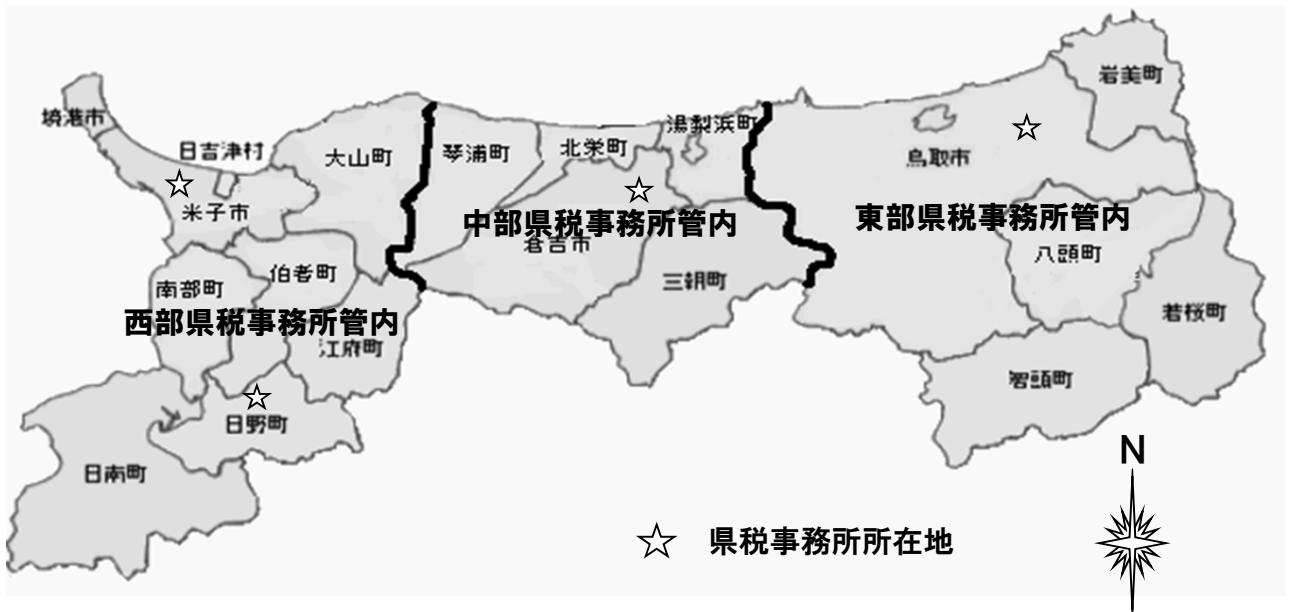 岩美町
境港市
湯梨浜町
日吉津村
大山町
琴浦町
北栄町
鳥取市
米子市
中部県税事務所管内
東部県税事務所管内
倉吉市
八頭町
伯耆町
三朝町
南部町
若桜町
西部県税事務所管内
江府町
智頭町
日野町
日南町
N
県税事務所所在地